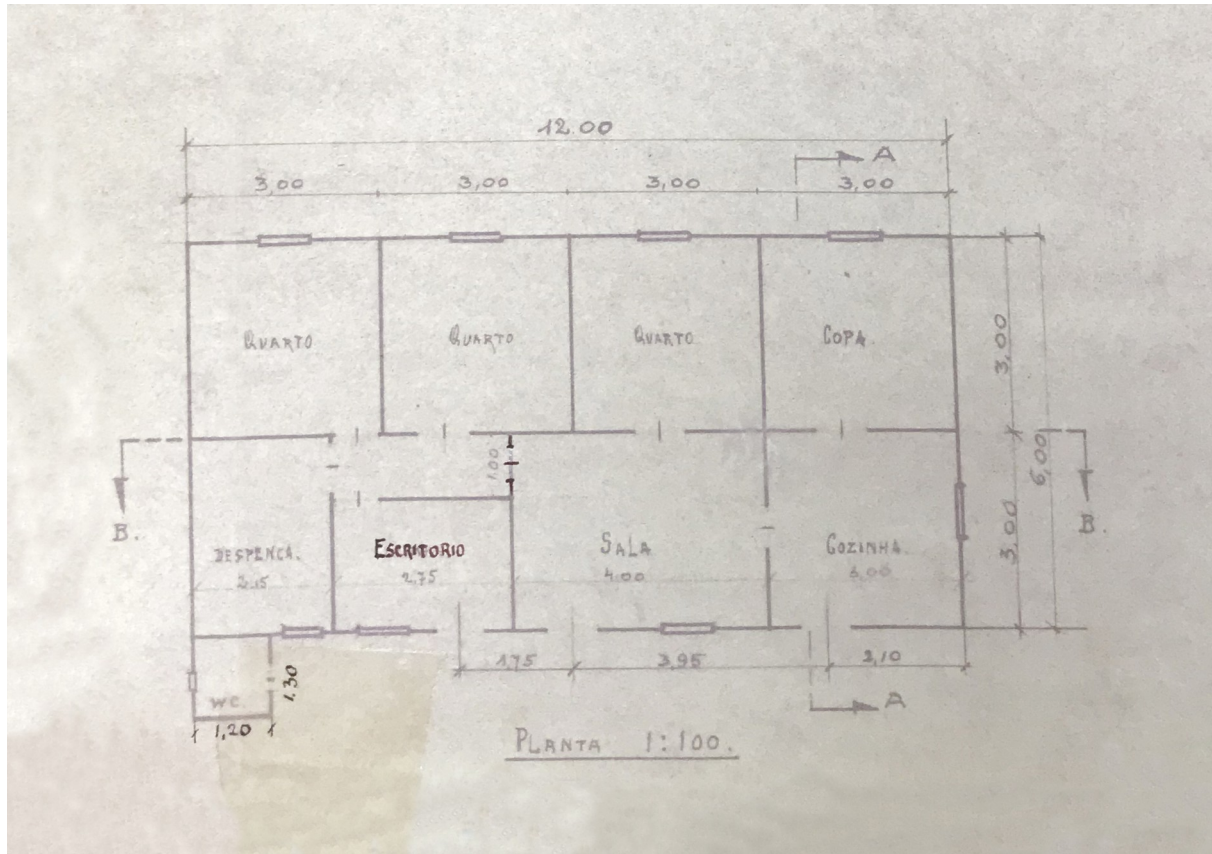 12.00
A
3,00 3,00 3,00 3,00
QUARTO QUARTO QUARTO COPA.
3,00
6,00
1.00
B. B.
DESPENCA. ESCRITORIO SALA COZINHA.
2.15 2.75 4.00 3,00
1.75 3,95 2,10
1.30
WC.
1,20
A
PLANTA 1:100.